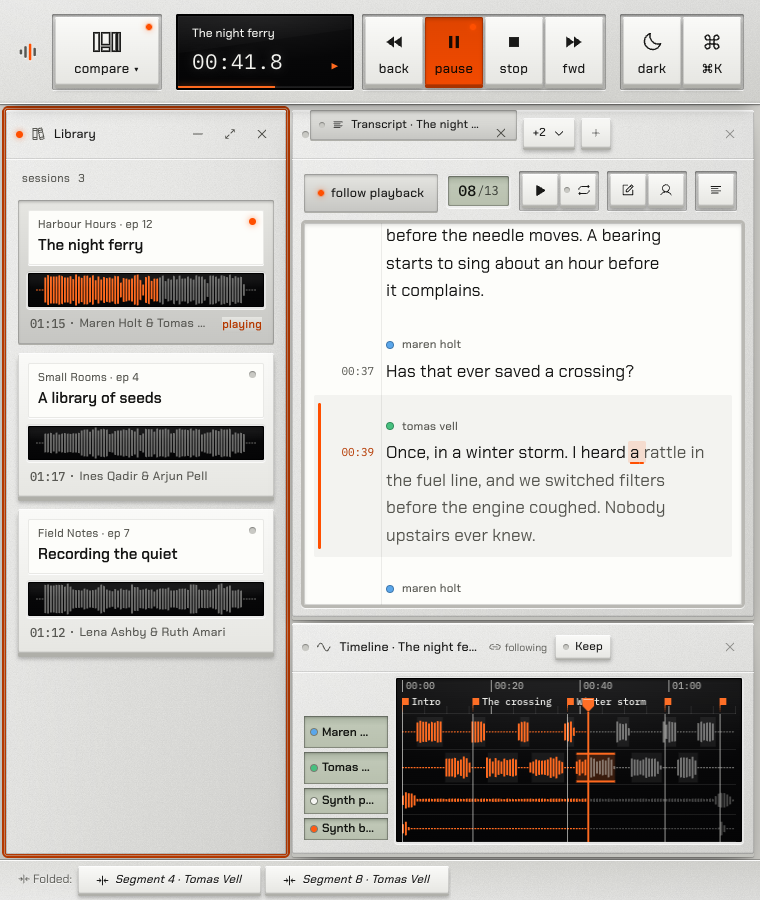 compare ▾
The night ferry
00:41.8
back
pause
stop
fwd
dark
⌘K
Library
sessions 3
Harbour Hours · ep 12
The night ferry
01:15 · Maren Holt & Tomas ... playing
Small Rooms · ep 4
A library of seeds
01:17 · Ines Qadir & Arjun Pell
Field Notes · ep 7
Recording the quiet
01:12 · Lena Ashby & Ruth Amari
Transcript · The night ...
+2
follow playback
08/13
before the needle moves. A bearing
starts to sing about an hour before
it complains.
maren holt
00:37 Has that ever saved a crossing?
tomas vell
00:39 Once, in a winter storm. I heard a rattle in
the fuel line, and we switched filters
before the engine coughed. Nobody
upstairs ever knew.
maren holt
Timeline · The night fe... following Keep
00:00 00:20 00:40 01:00
Intro The crossing Winter storm
Maren ...
Tomas ...
Synth p...
Synth b...
Folded: Segment 4 · Tomas Vell Segment 8 · Tomas Vell